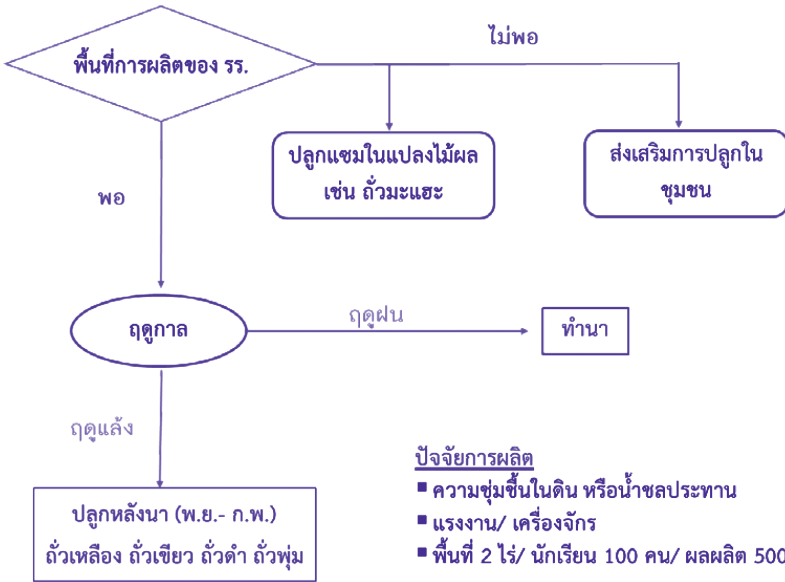 ไม่พอ
พื้นที่การผลิตของ รร.
ปลูกแซมในแปลงไม้ผล
เช่น ถั่วมะแฮะ
ส่งเสริมการปลูกใน
ชุมชน
พอ
ฤดูกาล
ฤดูฝน
ทำนา
ฤดูแล้ง
ปลูกหลังนา (พ.ย.- ก.พ.)
ถั่วเหลือง ถั่วเขียว ถั่วดำ ถั่วพุ่ม
ปัจจัยการผลิต
▪ ความชุ่มชื้นในดิน หรือน้ำชลประทาน
▪ แรงงาน/ เครื่องจักร
▪ พื้นที่ 2 ไร่/ นักเรียน 100 คน/ ผลผลิต 500